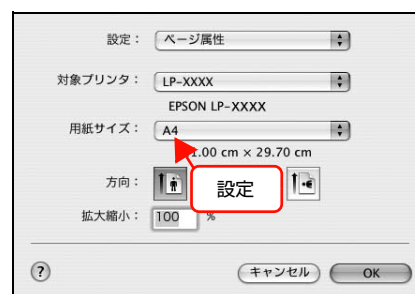 設定： ページ属性
対象プリンタ： LP-XXXX
EPSON LP-XXXX
用紙サイズ： A4
1.00 cm × 29.70 cm
方向：
設定
拡大縮小： 100 %
? キャンセル OK